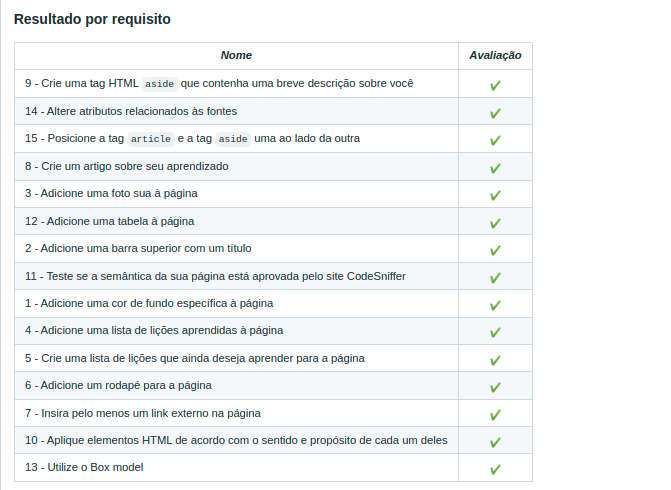 Resultado por requisito
Nome Avaliação
9 - Crie uma tag HTML aside que contenha uma breve descrição sobre você ✔
14 - Altere atributos relacionados às fontes ✔
15 - Posicione a tag article e a tag aside uma ao lado da outra ✔
8 - Crie um artigo sobre seu aprendizado ✔
3 - Adicione uma foto sua à página ✔
12 - Adicione uma tabela à página ✔
2 - Adicione uma barra superior com um título ✔
11 - Teste se a semântica da sua página está aprovada pelo site CodeSniffer ✔
1 - Adicione uma cor de fundo específica à página ✔
4 - Adicione uma lista de lições aprendidas à página ✔
5 - Crie uma lista de lições que ainda deseja aprender para a página ✔
6 - Adicione um rodapé para a página ✔
7 - Insira pelo menos um link externo na página ✔
10 - Aplique elementos HTML de acordo com o sentido e propósito de cada um deles ✔
13 - Utilize o Box model ✔